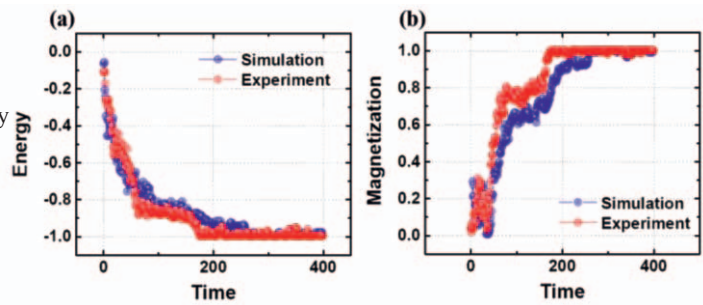 (a)
(b)
0.0
-0.2
-0.4
-0.6
-0.8
-1.0
Energy
Simulation
Experiment
0
200
400
Time
y
1.0
0.8
0.6
0.4
0.2
0.0
Magnetization
Simulation
Experiment
0
200
400
Time